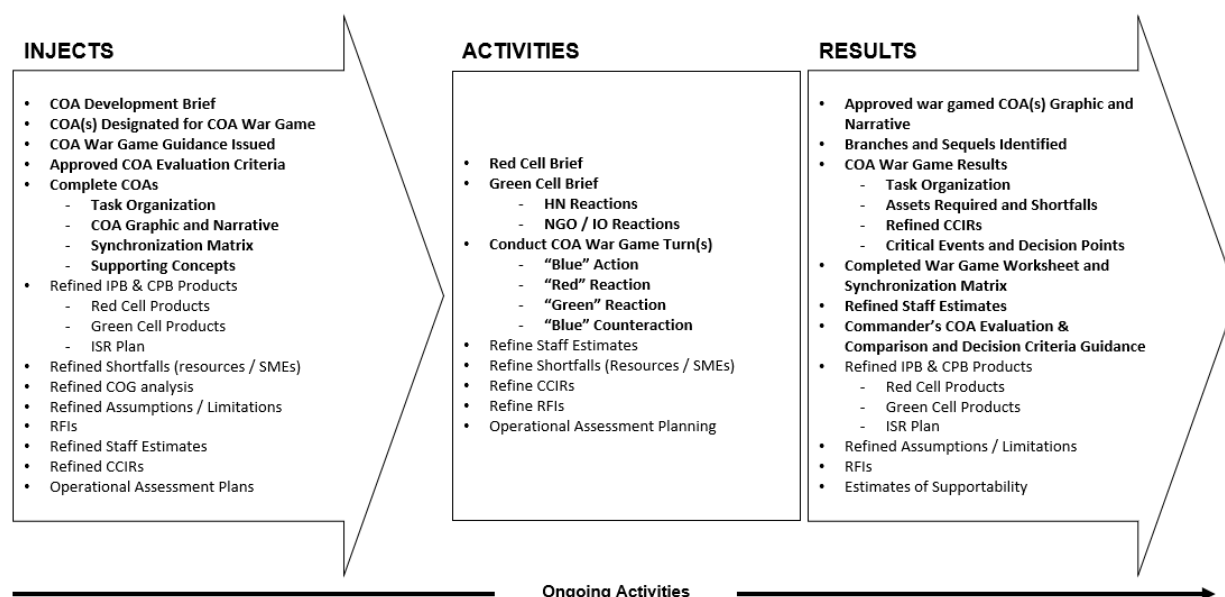 INJECTS
• COA Development Brief
• COA(s) Designated for COA War Game
• COA War Game Guidance Issued
• Approved COA Evaluation Criteria
• Complete COAs
- Task Organization
- COA Graphic and Narrative
- Synchronization Matrix
- Supporting Concepts
• Refined IPB & CPB Products
- Red Cell Products
- Green Cell Products
- ISR Plan
• Refined Shortfalls (resources / SMEs)
• Refined COG analysis
• Refined Assumptions / Limitations
• RFIs
• Refined Staff Estimates
• Refined CCIRs
• Operational Assessment Plans
ACTIVITIES
• Red Cell Brief
• Green Cell Brief
- HN Reactions
- NGO / IO Reactions
• Conduct COA War Game Turn(s)
- “Blue” Action
- “Red” Reaction
- “Green” Reaction
- “Blue” Counteraction
• Refine Staff Estimates
• Refine Shortfalls (Resources / SMEs)
• Refine CCIRs
• Refine RFIs
• Operational Assessment Planning
RESULTS
• Approved war gamed COA(s) Graphic and
Narrative
• Branches and Sequels Identified
• COA War Game Results
- Task Organization
- Assets Required and Shortfalls
- Refined CCIRs
- Critical Events and Decision Points
• Completed War Game Worksheet and
Synchronization Matrix
• Refined Staff Estimates
• Commander’s COA Evaluation &
Comparison and Decision Criteria Guidance
• Refined IPB & CPB Products
- Red Cell Products
- Green Cell Products
- ISR Plan
• Refined Assumptions / Limitations
• RFIs
• Estimates of Supportability
Ongoing Activities